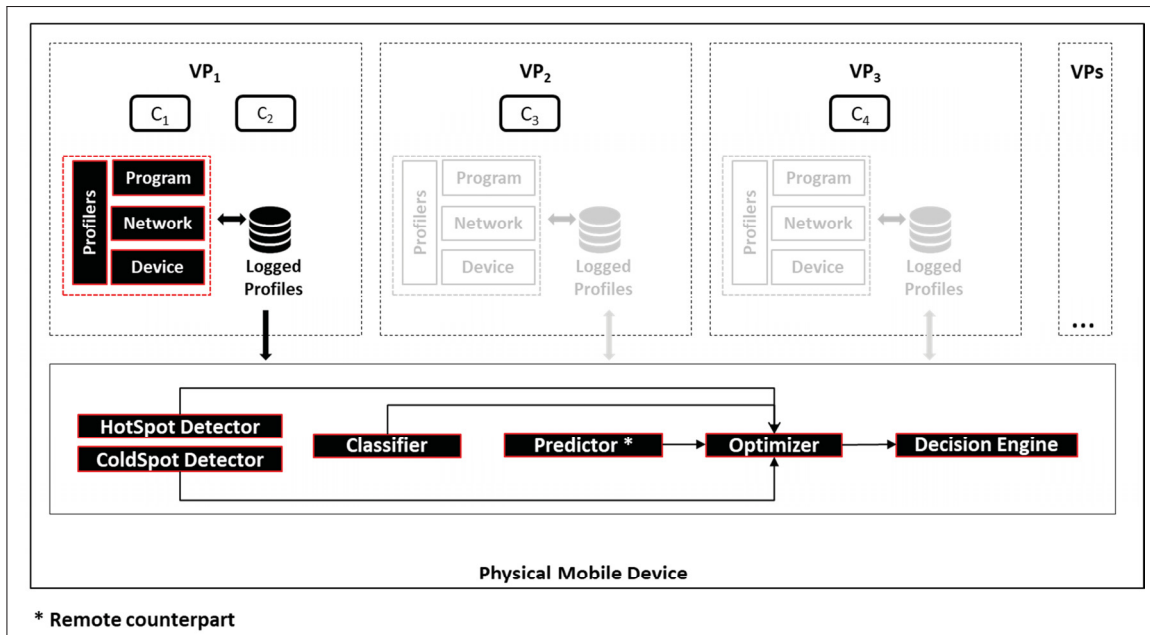 VP1
C1
C2
Profilers
Program
Network
Device
Logged
Profiles
VP2
C3
Profilers
Program
Network
Device
Logged
Profiles
VP3
C4
Profilers
Program
Network
Device
Logged
Profiles
VPs
...
HotSpot Detector
ColdSpot Detector
Classifier
Predictor *
Optimizer
Decision Engine
Physical Mobile Device
* Remote counterpart